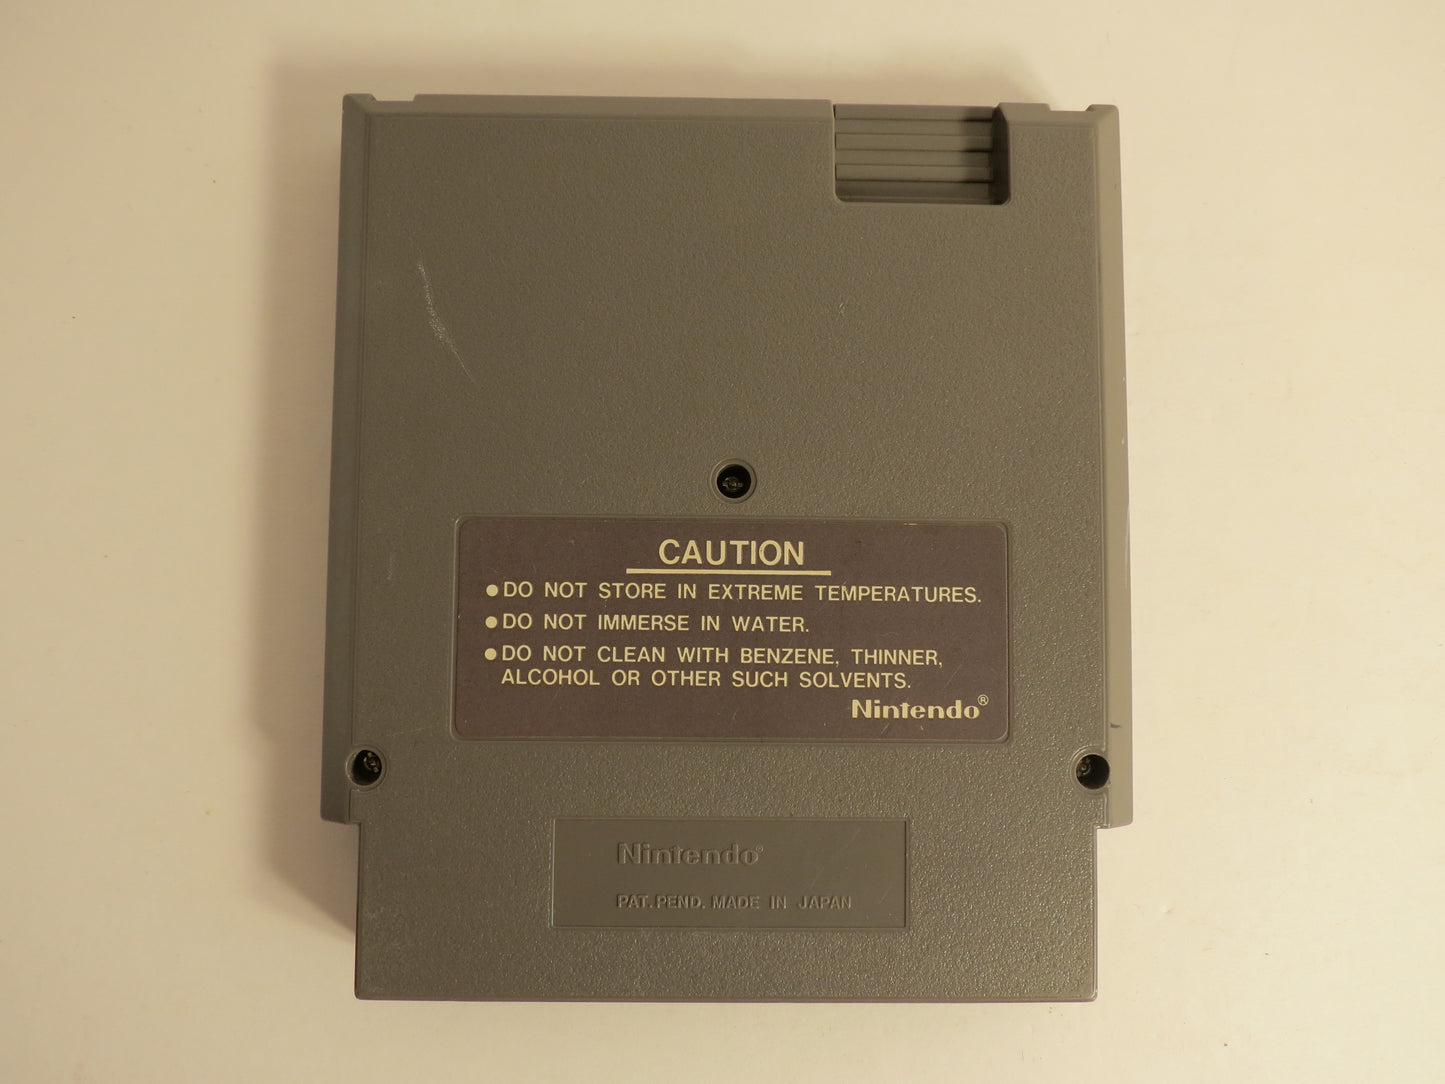 CAUTION
●DO NOT STORE IN EXTREME TEMPERATURES.
●DO NOT IMMERSE IN WATER.
●DO NOT CLEAN WITH BENZENE, THINNER,
ALCOHOL OR OTHER SUCH SOLVENTS.
Nintendo®
Nintendo®
PAT. PEND. MADE IN JAPAN